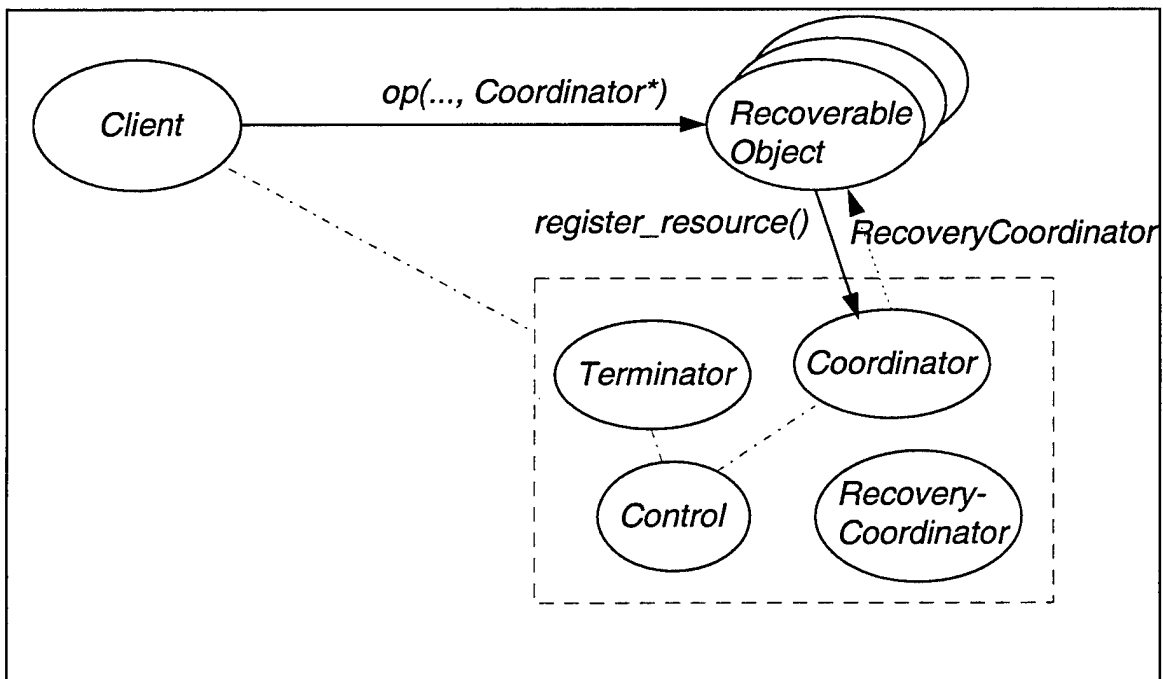 op(..., Coordinator*)
Client
Recoverable
Object
register_resource()
RecoveryCoordinator
Terminator
Coordinator
Control
Recovery-
Coordinator